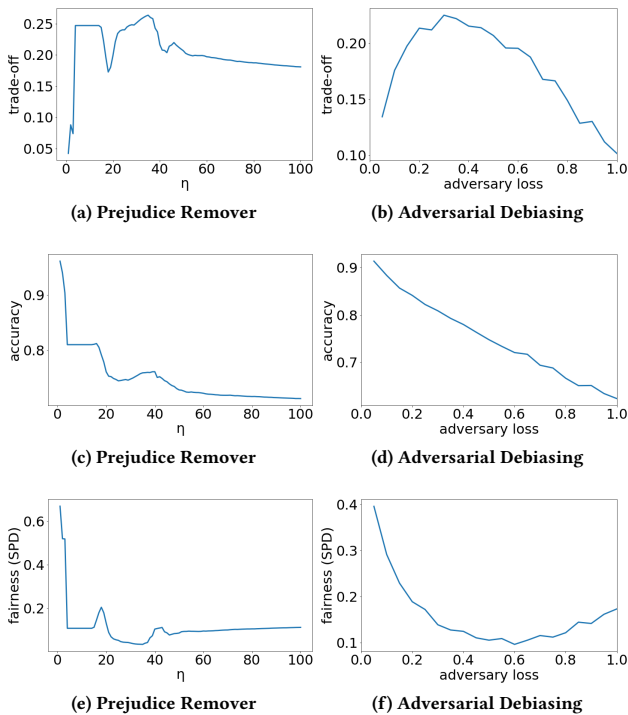 0.25
0.20
0.15
0.10
0.05
trade-off
0 20 40 60 80 100
η
(a) Prejudice Remover
0.20
0.15
0.10
trade-off
0.0 0.2 0.4 0.6 0.8 1.0
adversary loss
(b) Adversarial Debiasing
0.9
0.8
accuracy
0 20 40 60 80 100
η
(c) Prejudice Remover
0.9
0.8
0.7
accuracy
0.0 0.2 0.4 0.6 0.8 1.0
adversary loss
(d) Adversarial Debiasing
0.6
0.4
0.2
fairness (SPD)
0 20 40 60 80 100
η
(e) Prejudice Remover
0.4
0.3
0.2
0.1
fairness (SPD)
0.0 0.2 0.4 0.6 0.8 1.0
adversary loss
(f) Adversarial Debiasing